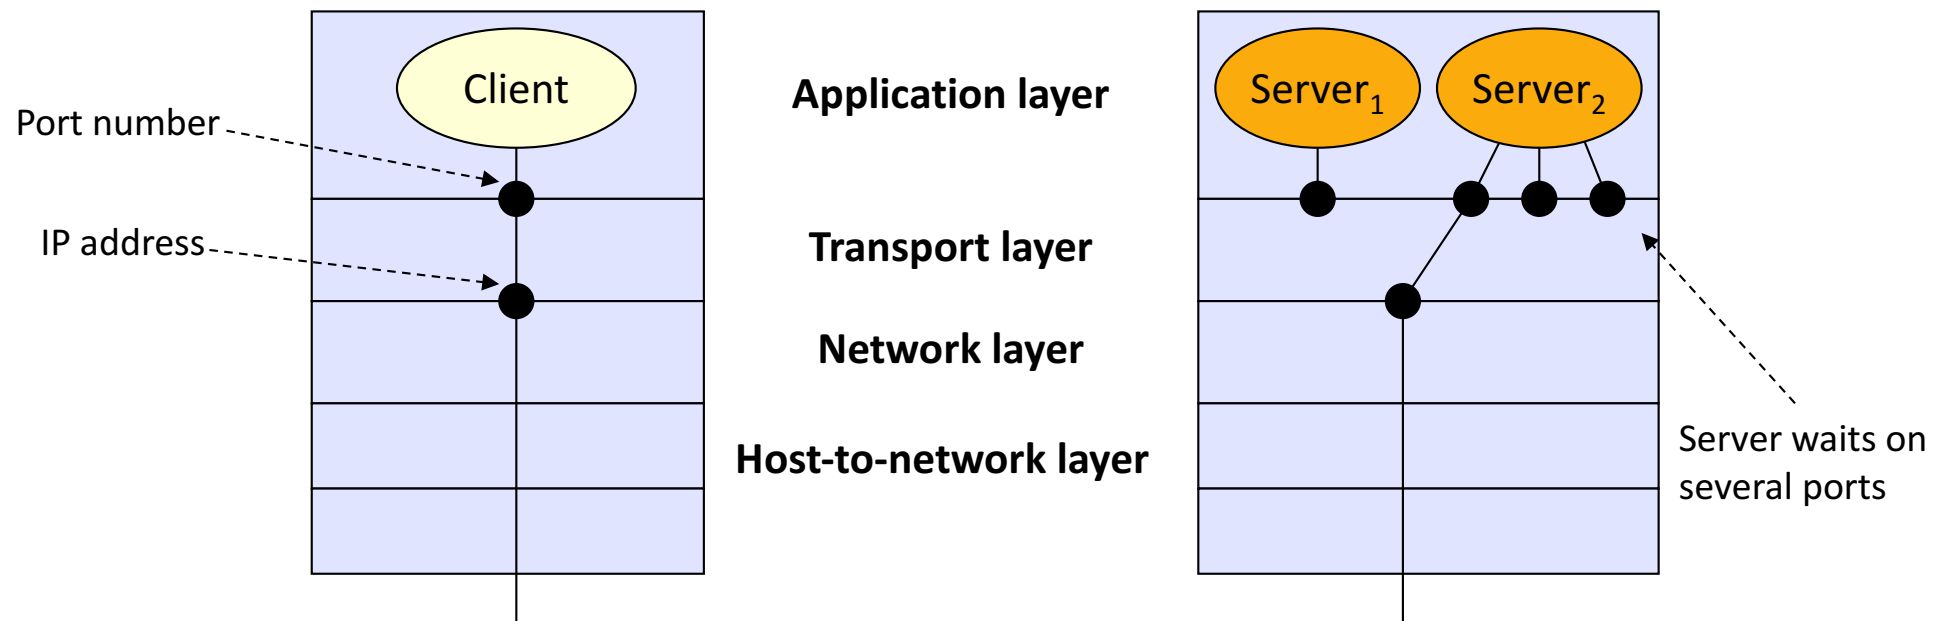 Client
Application layer
Server₁
Server₂
Port number
IP address
Transport layer
Network layer
Host-to-network layer
Server waits on
several ports